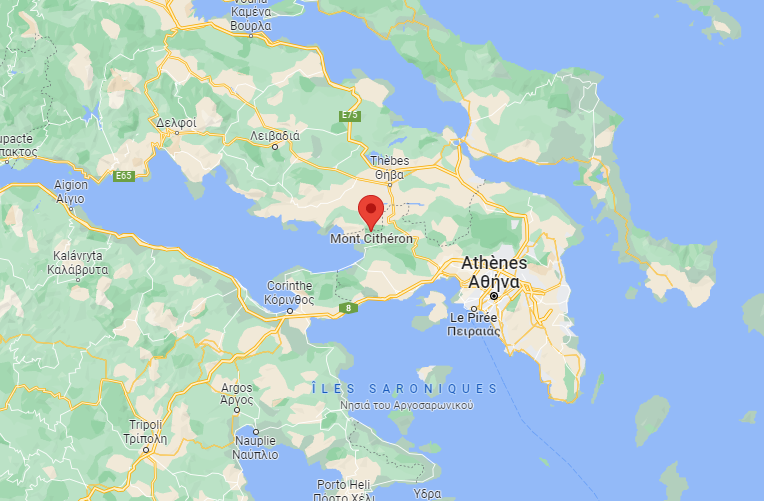 Καμένα
Βούρλα
E75
Δελφοί
Λειβαδιά
Thèbes
Θήβα
E65
Aigion
Αίγιο
Mont Cithéron
Athènes
Αθήνα
Kalávryta
Καλάβρυτα
Corinthe
Κόρινθος
8
Le Pirée
Πειραιάς
ÎLES SARONIQUES
Νησιά του Αργοσαρωνικού
Argos
Άργος
Tripoli
Τρίπολη
Nauplie
Ναύπλιο
Porto Heli
Πόρτο Χέλι
Ύδρα